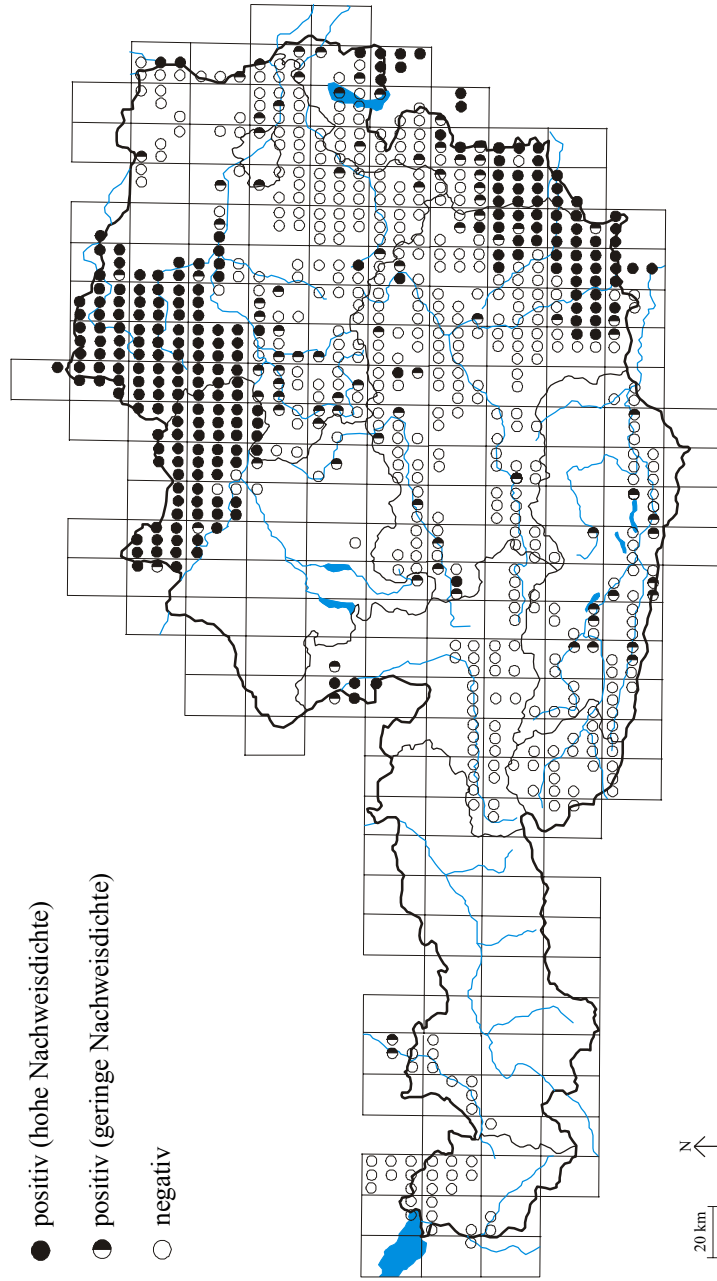 positiv (hohe Nachweisdichte)
positiv (geringe Nachweisdichte)
negativ
N
20 km